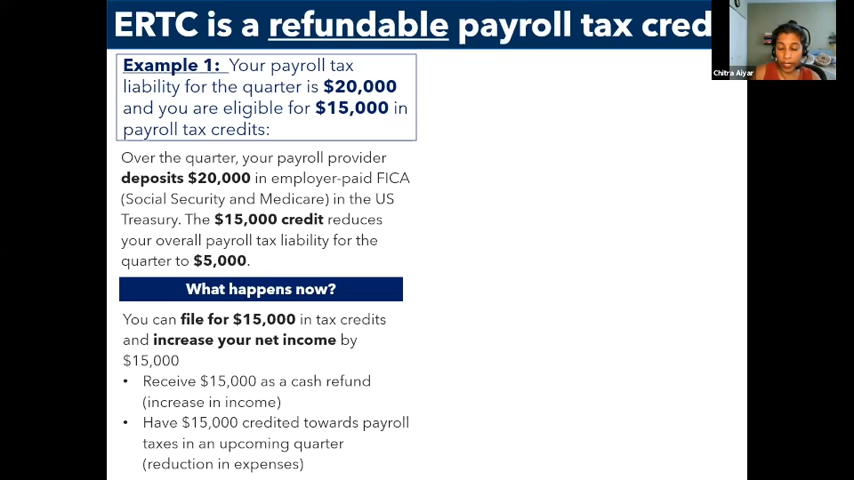 ERTC is a refundable payroll tax cred
Chitra Aiyar
Example 1: Your payroll tax
liability for the quarter is $20,000
and you are eligible for $15,000 in
payroll tax credits:
Over the quarter, your payroll provider
deposits $20,000 in employer-paid FICA
(Social Security and Medicare) in the US
Treasury. The $15,000 credit reduces
your overall payroll tax liability for the
quarter to $5,000.
What happens now?
You can file for $15,000 in tax credits
and increase your net income by
$15,000
• Receive $15,000 as a cash refund
(increase in income)
• Have $15,000 credited towards payroll
taxes in an upcoming quarter
(reduction in expenses)